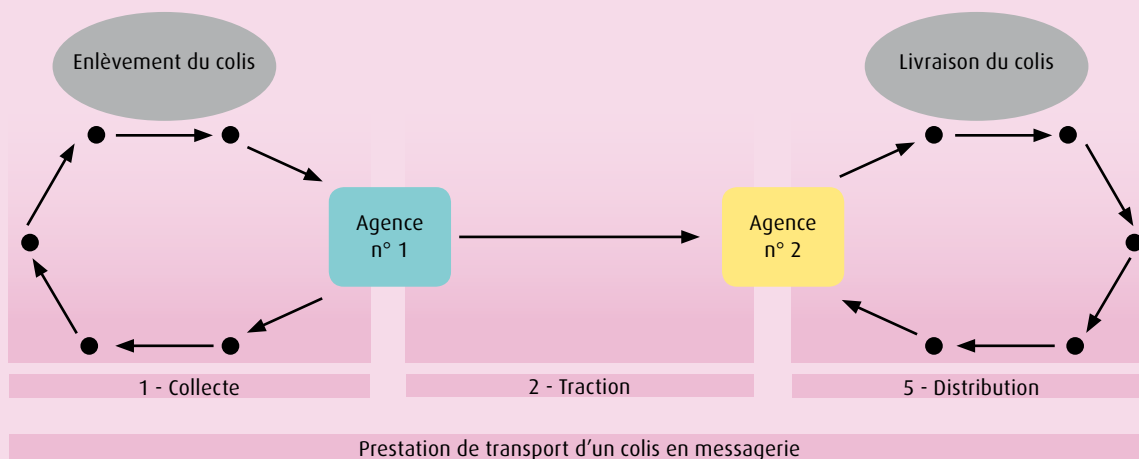 Enlèvement du colis
Livraison du colis
Agence
n° 1
Agence
n° 2
1 - Collecte
2 - Traction
5 - Distribution
Prestation de transport d'un colis en messagerie